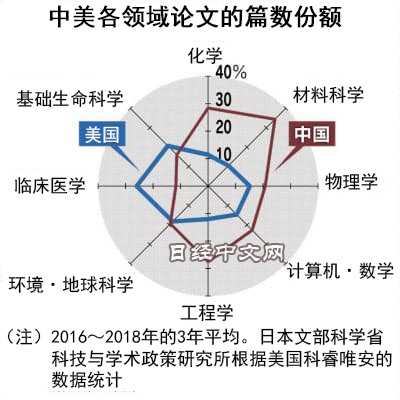 中美各领域论文的篇数份额
化学
40%
30
20
10
材料科学
基础生命科学
美国
中国
临床医学
物理学
日经中文网
环境·地球科学
计算机·数学
工程学
（注）2016～2018年的3年平均。日本文部科学省
科技与学术政策研究所根据美国科睿唯安的
数据统计